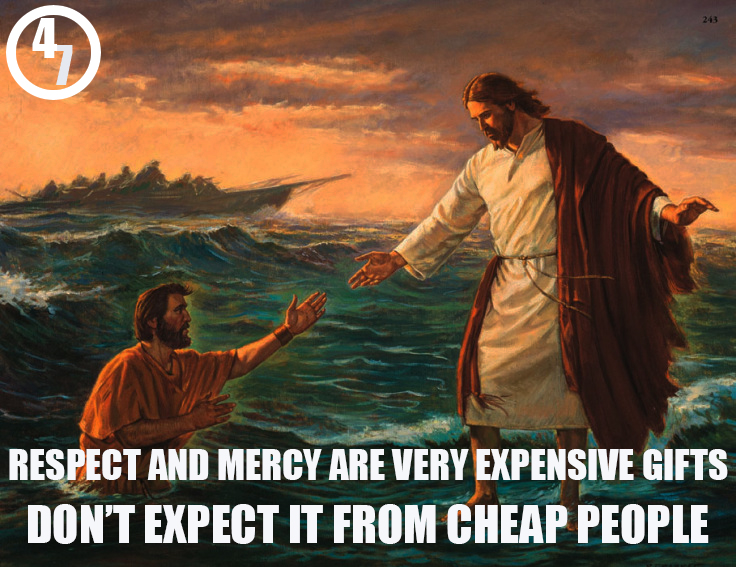 47
243
RESPECT AND MERCY ARE VERY EXPENSIVE GIFTS
DON'T EXPECT IT FROM CHEAP PEOPLE